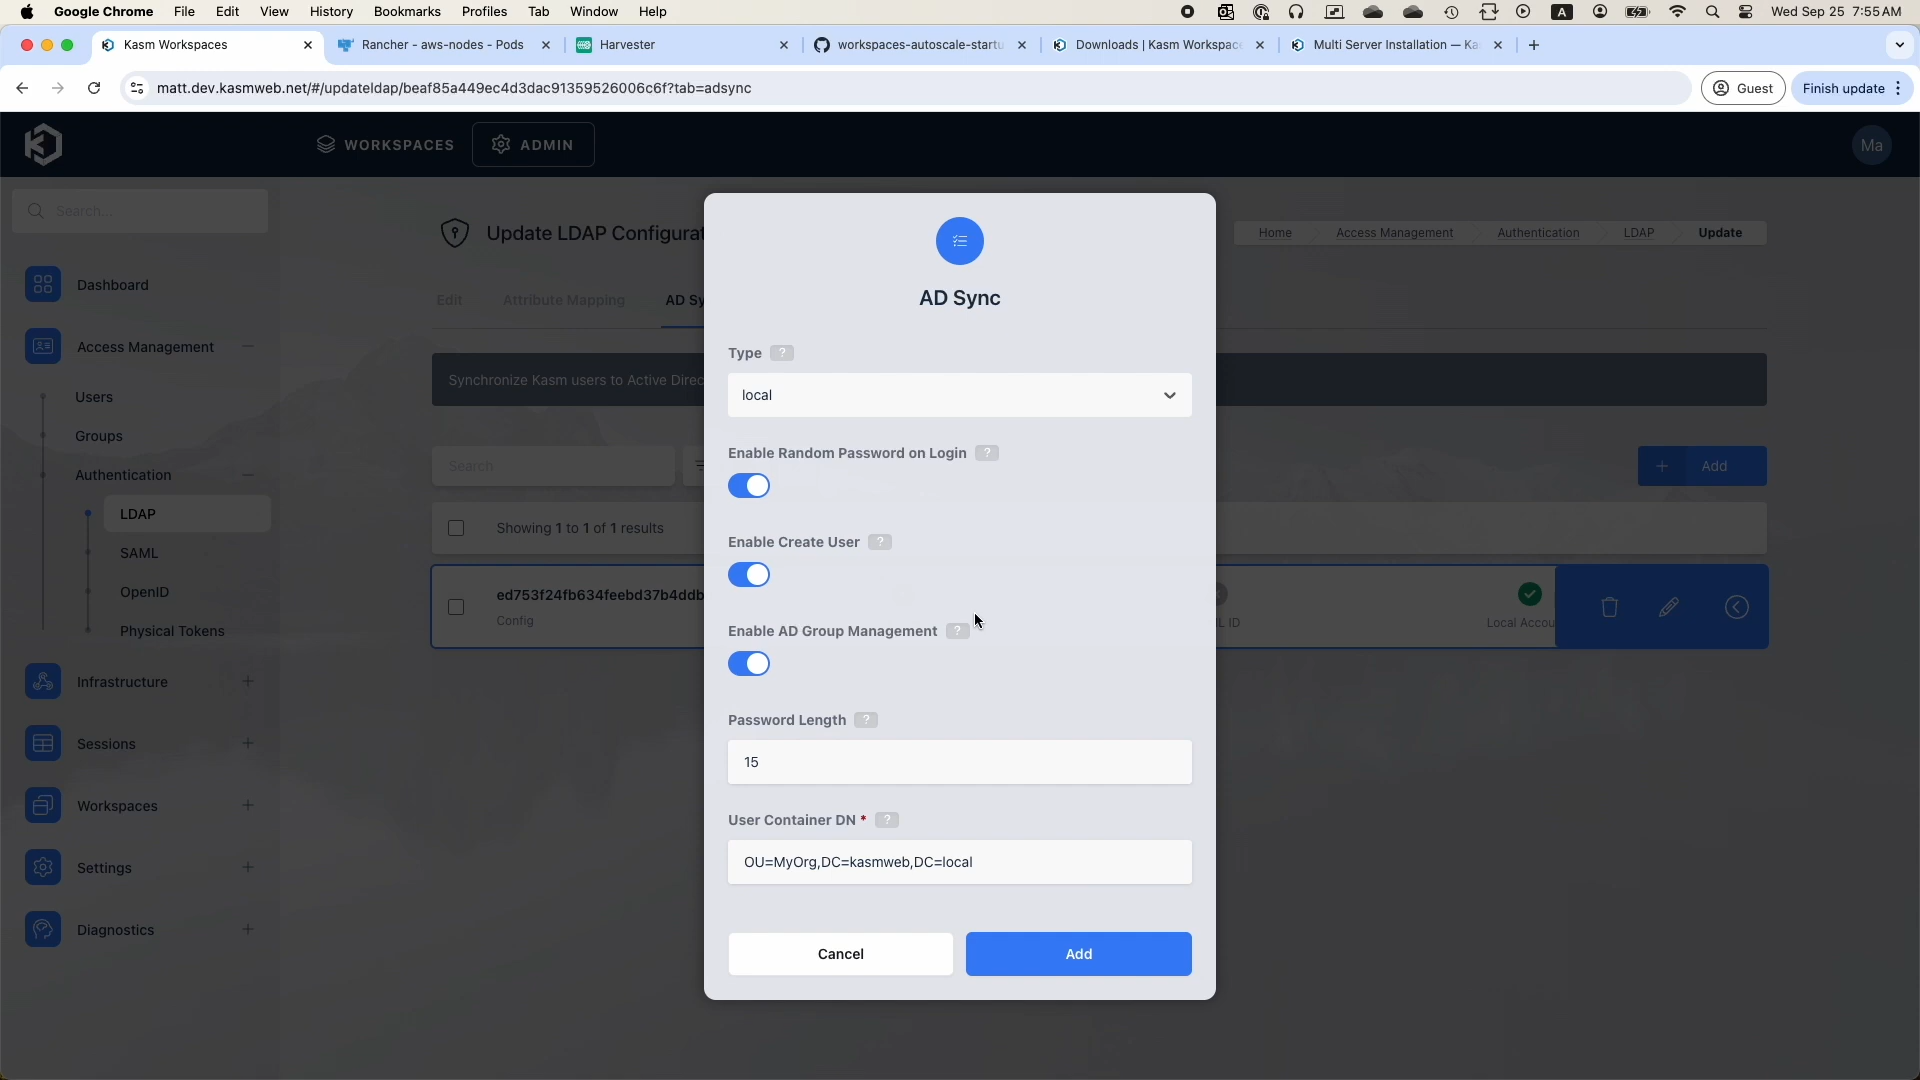 Google Chrome File Edit View History Bookmarks Profiles Tab Window Help A Wed Sep 25 7:55 AM
Kasm Workspaces Rancher - aws-nodes - Pods Harvester workspaces-autoscale-startu Downloads | Kasm Workspac Multi Server Installation — Ka
matt.dev.kasmweb.net/#/updateldap/beaf85a449ec4d3dac91359526006c6f?tab=adsync Guest Finish update
WORKSPACES ADMIN Ma
Search...
Update LDAP Configurat
Home Access Management Authentication LDAP Update
Edit Attribute Mapping AD Sy
Synchronize Kasm users to Active Direc
Search
Add
Showing 1 to 1 of 1 results
ed753f24fb634feebd37b4ddb
Config
L ID
Local Accou
Dashboard
Access Management
Users
Groups
Authentication
LDAP
SAML
OpenID
Physical Tokens
Infrastructure
Sessions
Workspaces
Settings
Diagnostics
AD Sync
Type ?
local
Enable Random Password on Login ?
Enable Create User ?
Enable AD Group Management ?
Password Length ?
15
User Container DN * ?
OU=MyOrg,DC=kasmweb,DC=local
Cancel Add